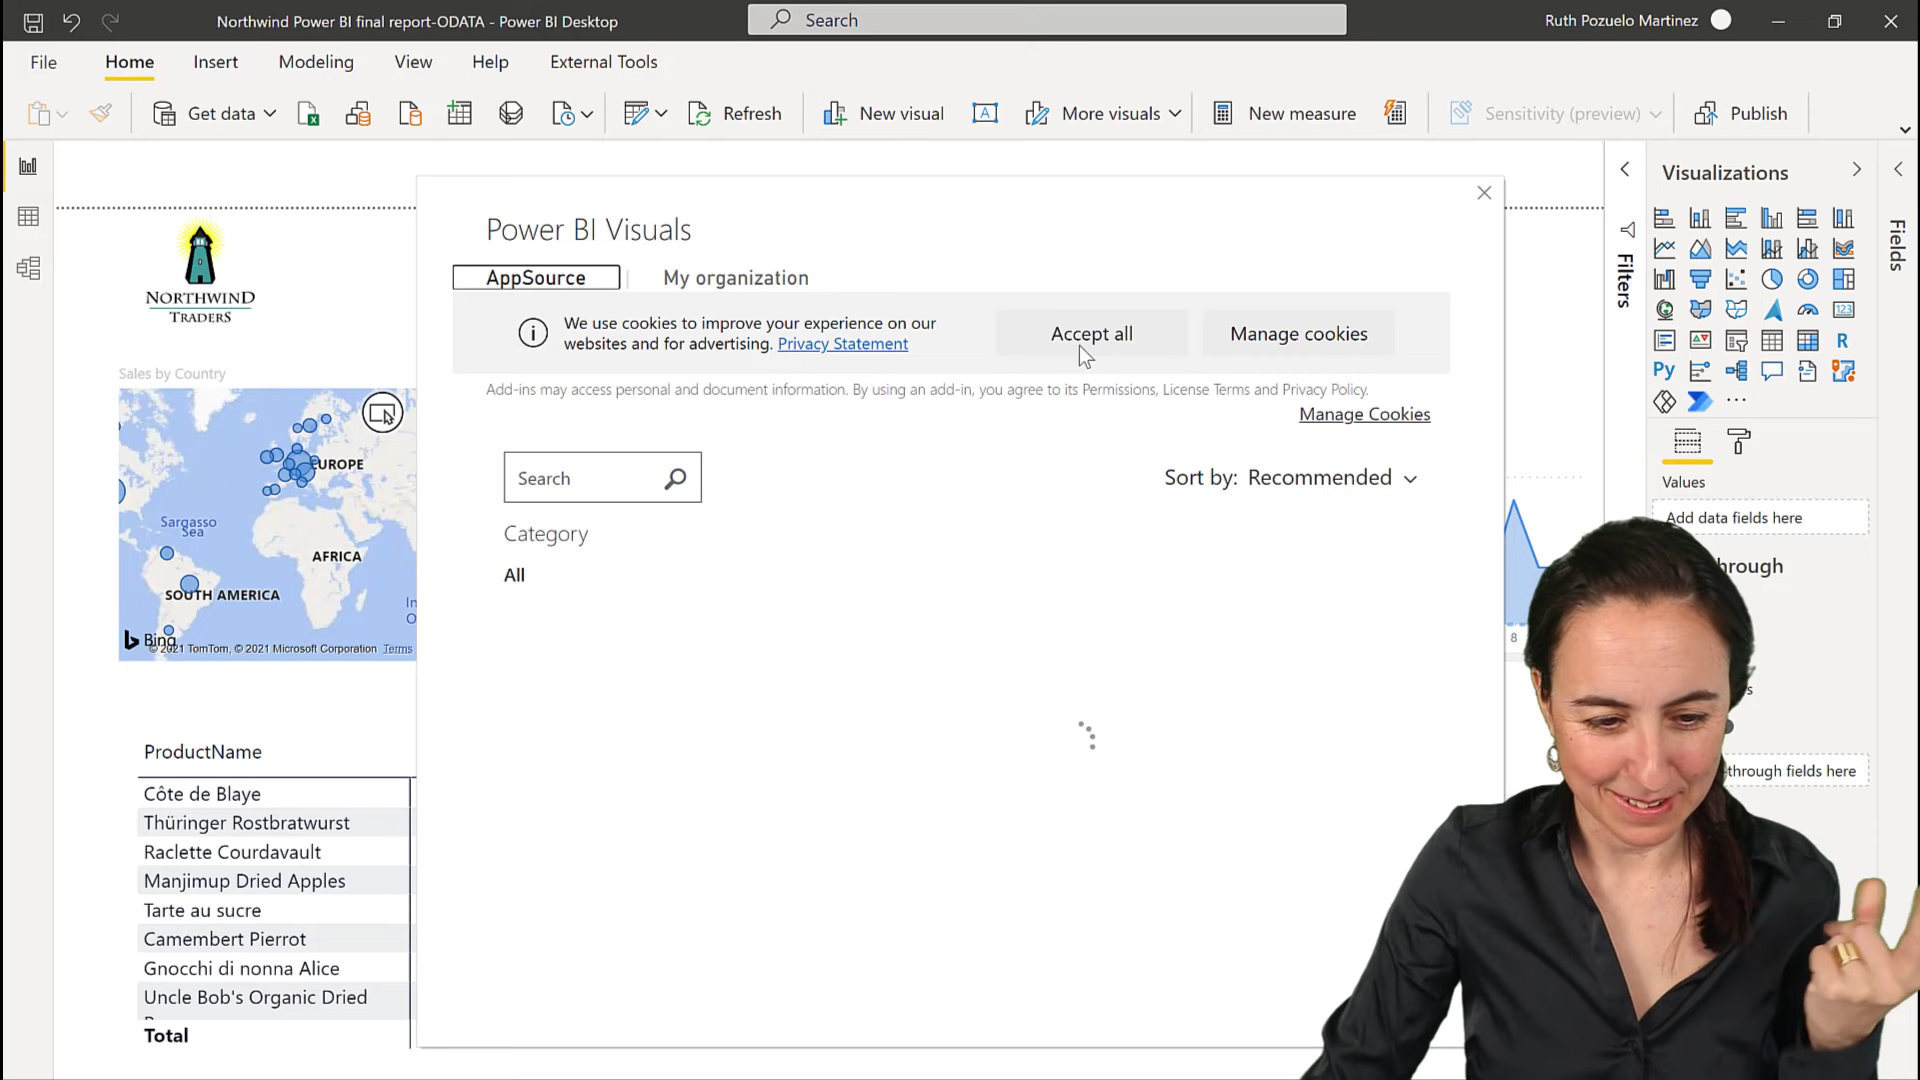 Northwind Power BI final report-ODATA - Power BI Desktop
Search
Ruth Pozuelo Martinez
File
Home
Insert
Modeling
View
Help
External Tools
Get data
Refresh
New visual
More visuals
New measure
Sensitivity (preview)
Publish
NORTHWIND
TRADERS
Sales by Country
EUROPE
Sargasso
Sea
AFRICA
SOUTH AMERICA
In
O
Bing
© 2021 TomTom, © 2021 Microsoft Corporation Terms
ProductName
Côte de Blaye
Thüringer Rostbratwurst
Raclette Courdavault
Manjimup Dried Apples
Tarte au sucre
Camembert Pierrot
Gnocchi di nonna Alice
Uncle Bob's Organic Dried
Total
Power BI Visuals
AppSource
My organization
We use cookies to improve your experience on our
websites and for advertising. Privacy Statement
Accept all
Manage cookies
Add-ins may access personal and document information. By using an add-in, you agree to its Permissions, License Terms and Privacy Policy.
Manage Cookies
Search
Sort by: Recommended
Category
All
8
Filters
Visualizations
123
R
Py
Values
Add data fields here
hrough
s
through fields here
Fields